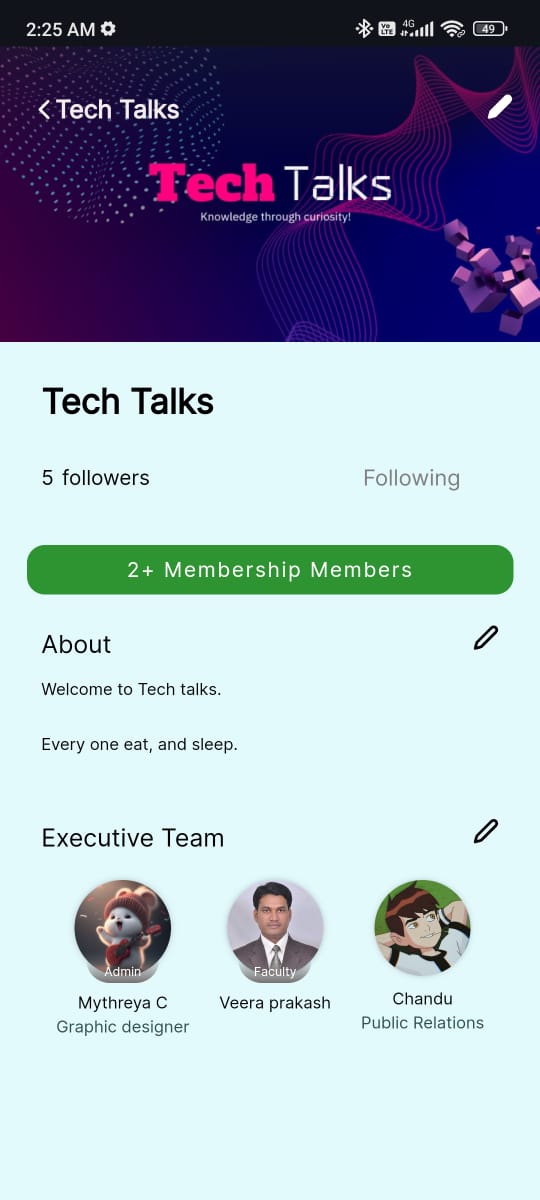 2:25 AM
Vo LTE 4G 49
Tech Talks
Tech Talks
Knowledge through curiosity!
Tech Talks
5 followers Following
2+ Membership Members
About
Welcome to Tech talks.
Every one eat, and sleep.
Executive Team
Admin Faculty
Mythreya C Veera prakash Chandu
Graphic designer Public Relations